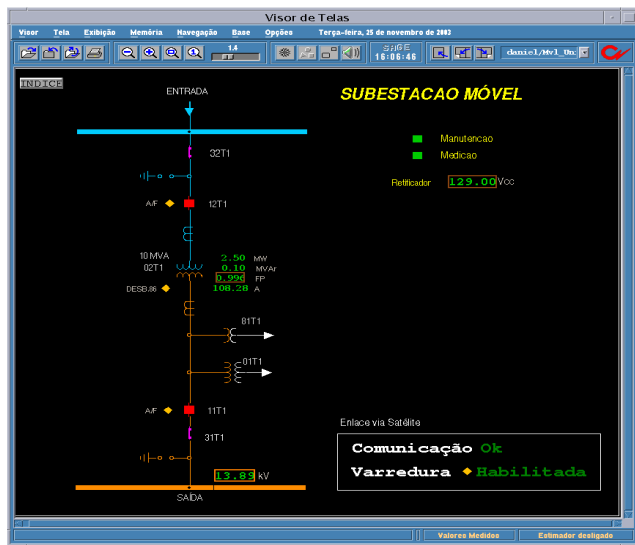 Visor de Telas
Visor Tela Exibição Memória Navegação Base Opções Terça-feira, 25 de novembro de 2003
1.4
SAGE
16:06:46
daniel/Mvl_Un
INDICE
ENTRADA
SUBESTACAO MÓVEL
32T1
Manutencao
Medicao
Retificador 129.00 Vcc
A/F 12T1
10 MVA
02T1
2.50 MW
0.10 MVAr
0.996 FP
108.28 A
DESB.86
81T1
01T1
A/F 11T1
31T1
Enlace via Satélite
Comunicação Ok
Varredura Habilitada
13.89 kV
SAÍDA
Valores Medidos Estimador desligado